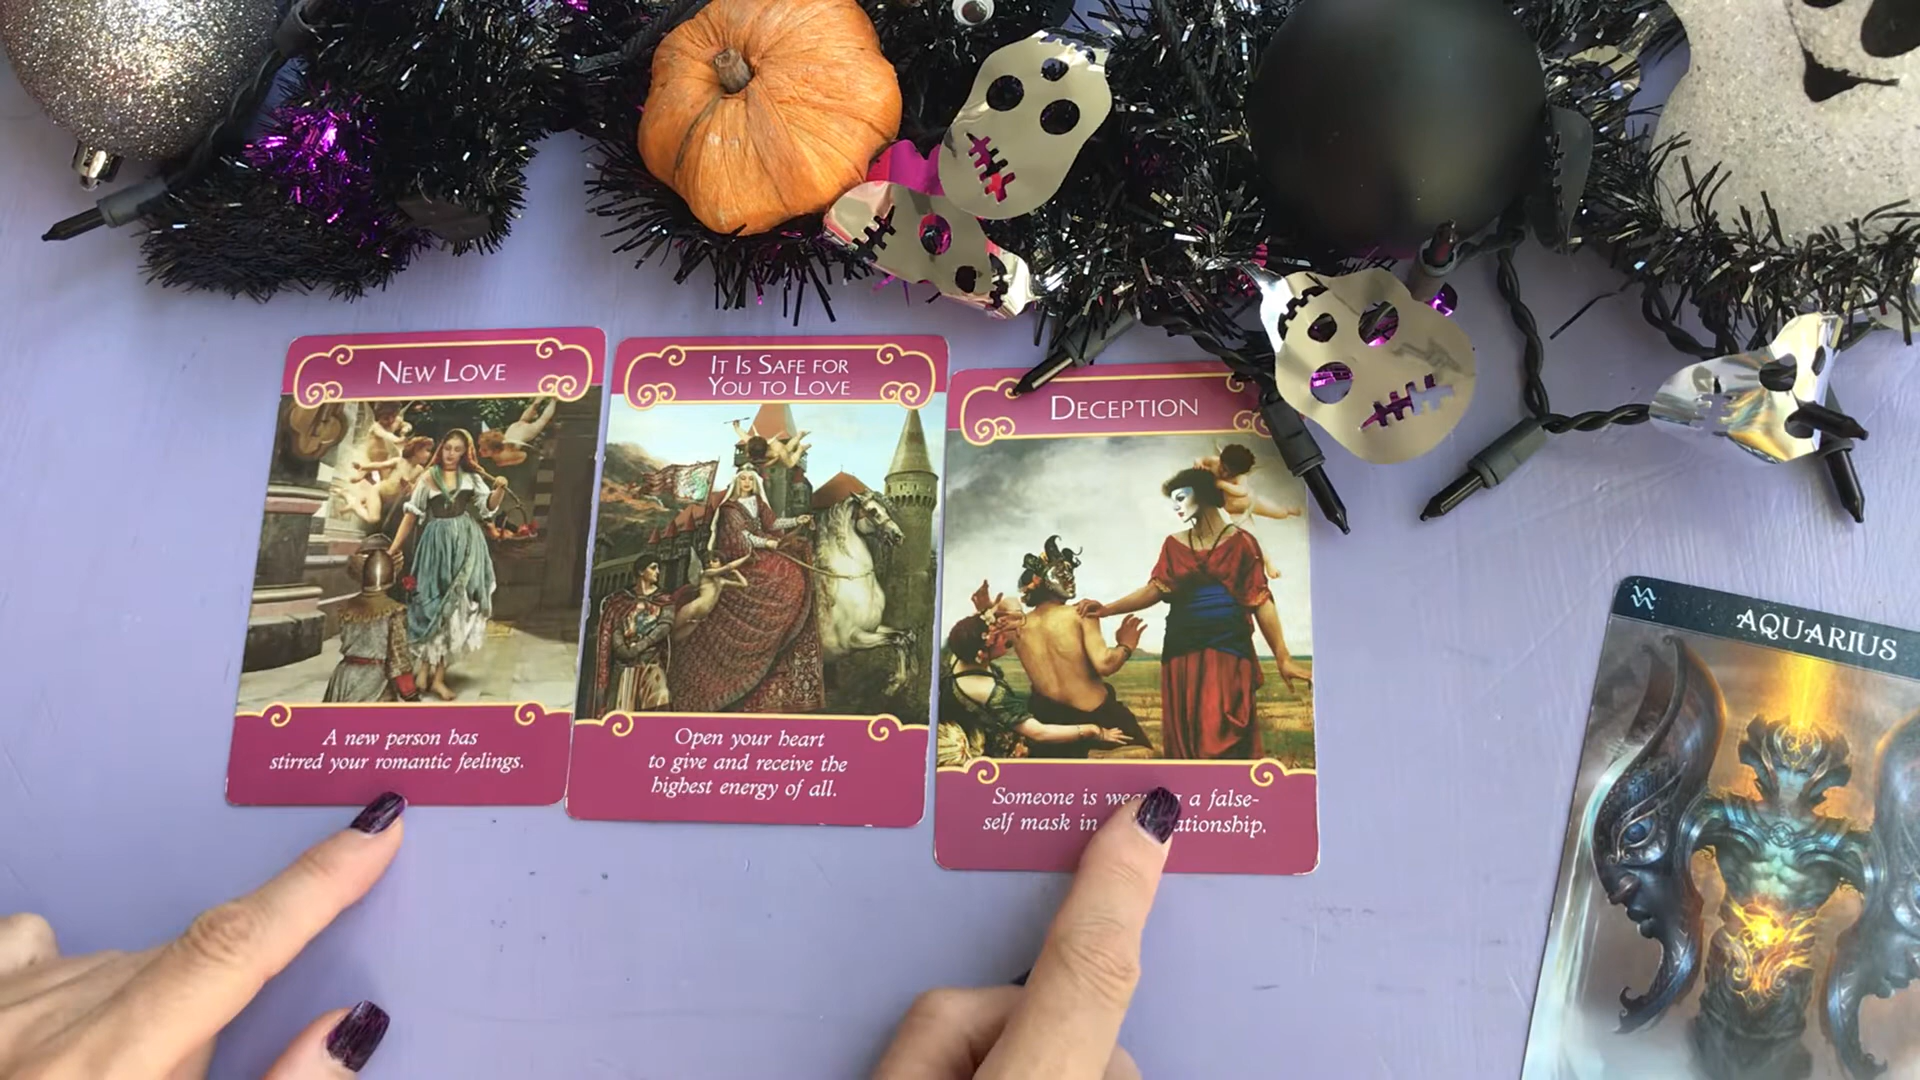 New Love
A new person has
stirred your romantic feelings.
It Is Safe for
You to Love
Open your heart
to give and receive the
highest energy of all.
Deception
Someone is a false-
self mask in
AQUARIUS